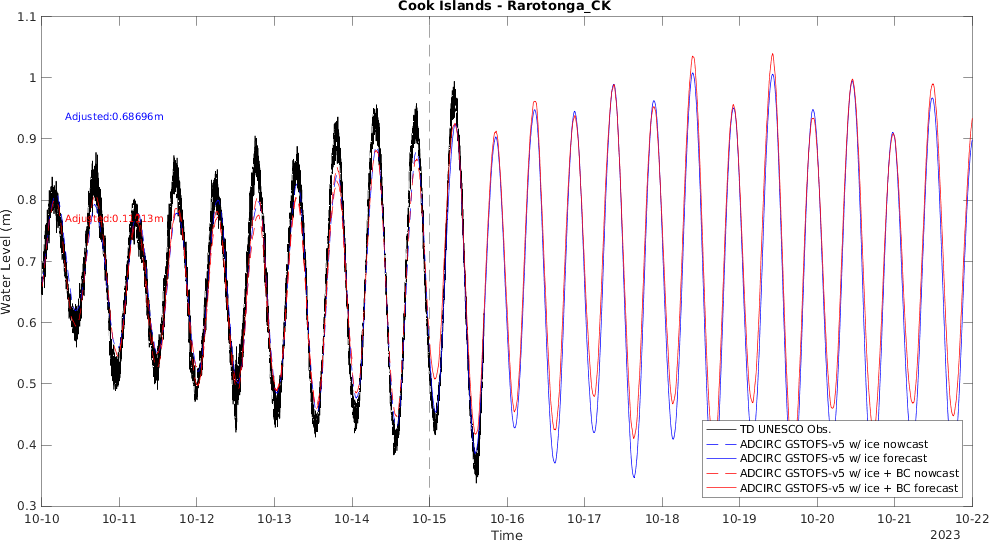 Cook Islands - Rarotonga_CK
1.1
1
0.9
0.8
0.7
0.6
0.5
0.4
0.3
Water Level (m)
Adjusted:0.68696m
TD UNESCO Obs.
ADCIRC GSTOFS-v5 w/ ice nowcast
ADCIRC GSTOFS-v5 w/ ice forecast
ADCIRC GSTOFS-v5 w/ ice + BC nowcast
ADCIRC GSTOFS-v5 w/ ice + BC forecast
10-10 10-11 10-12 10-13 10-14 10-15 10-16 10-17 10-18 10-19 10-20 10-21 10-22
Time
2023